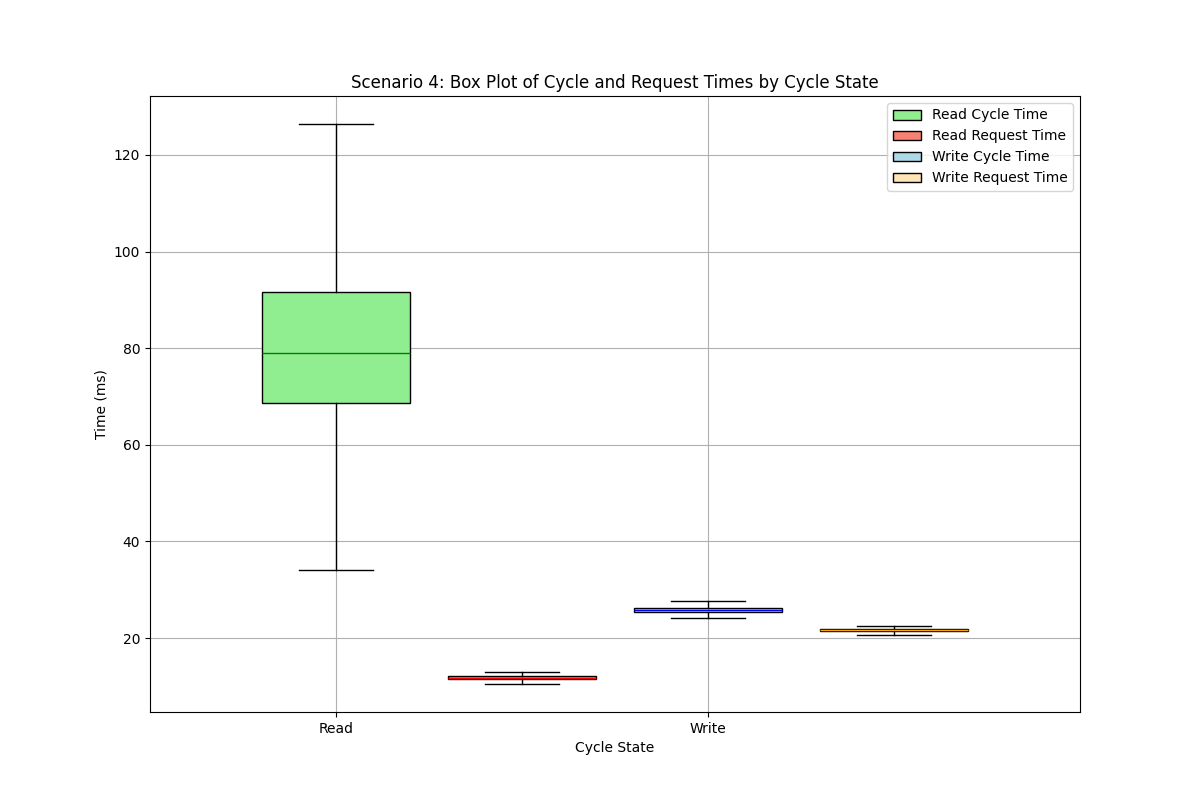 Scenario 4: Box Plot of Cycle and Request Times by Cycle State
Read Cycle Time
Read Request Time
Write Cycle Time
Write Request Time
120
100
80
60
40
20
Time (ms)
Read
Write
Cycle State